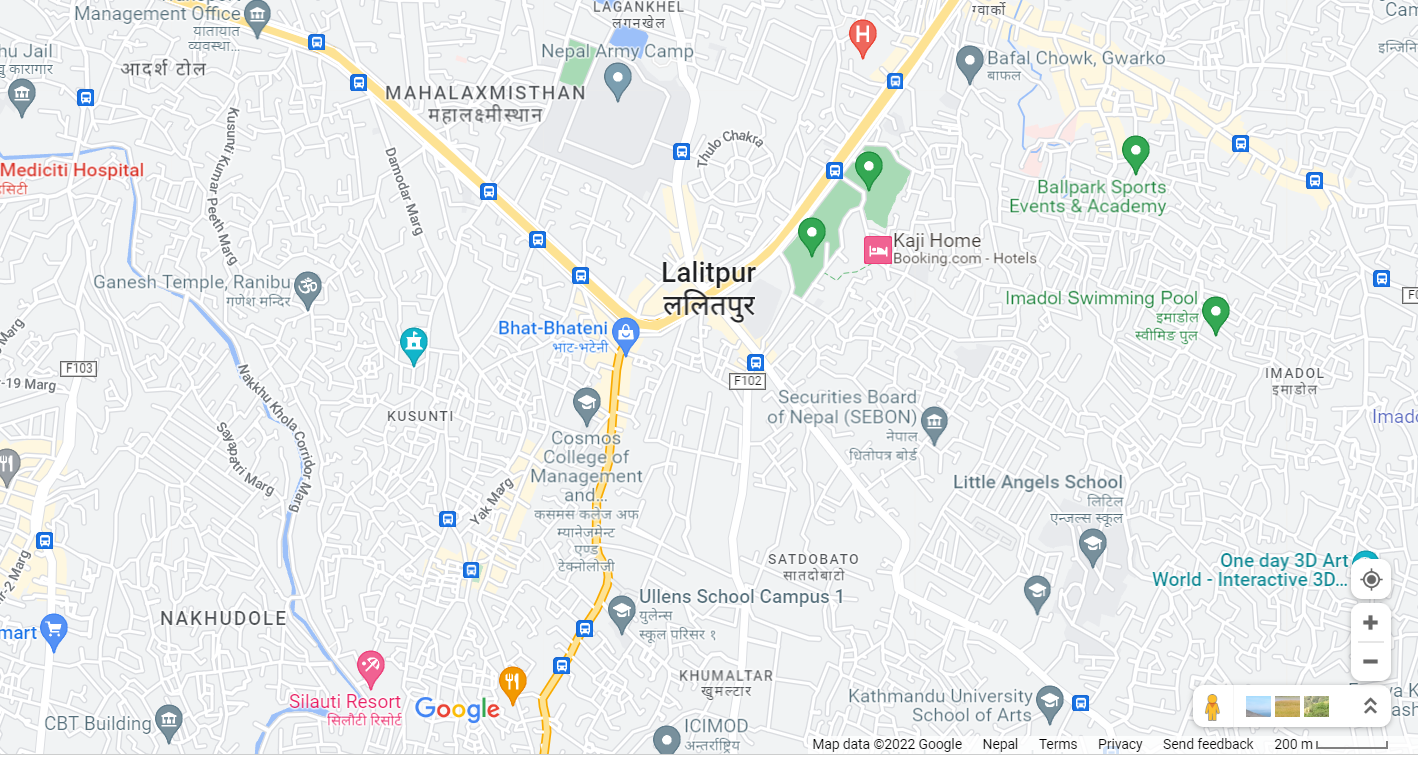 Management Office
यातायात
व्यवस्था...
LAGANKHEL
लगनखेल
ग्वार्को
hu Jail
कारागार
आदर्श टोल
Nepal Army Camp
Bafal Chowk, Gwarko
बाफल
MAHALAXMISTHAN
महालक्ष्मीस्थान
Kusunti Kumari Peeth Marg
Damodar Marg
Thulo Chakra
Mediciti Hospital
सिटी
H
Ballpark Sports
Events & Academy
Kaji Home
Booking.com - Hotels
Lalitpur
ललितपुर
Ganesh Temple, Ranibu
गणेश मन्दिर
Imadol Swimming Pool
इमाडोल
स्वीमिङ पुल
Bhat-Bhateni
भाट-भटेनी
F103
-19 Marg
F102
IMADOL
इमाडोल
KUSUNTI
Nakkhu Khola Corridor Marg
Sayapatri Marg
Securities Board
of Nepal (SEBON)
नेपाल
धितोपत्र बोर्ड
Imado
Cosmos
College of
Management
and...
कसमस कलेज अफ
म्यानेजमेन्ट
एण्ड
टेक्नोलोजी
Yak Marg
Little Angels School
लिटिल
एन्जल्स स्कूल
SATDOBATO
सातदोबाटो
One day 3D Art
World - Interactive 3D...
-2 Marg
Ullens School Campus 1
युलेन्स
स्कूल परिसर १
NAKHUDOLE
mart
KHUMALTAR
खुमल्टार
Silauti Resort
सिलौटी रिसोर्ट
Google
Kathmandu University
School of Arts
CBT Building
ICIMOD
अन्तर्राष्ट्रिय
Map data ©2022 Google Nepal Terms Privacy Send feedback 200 m